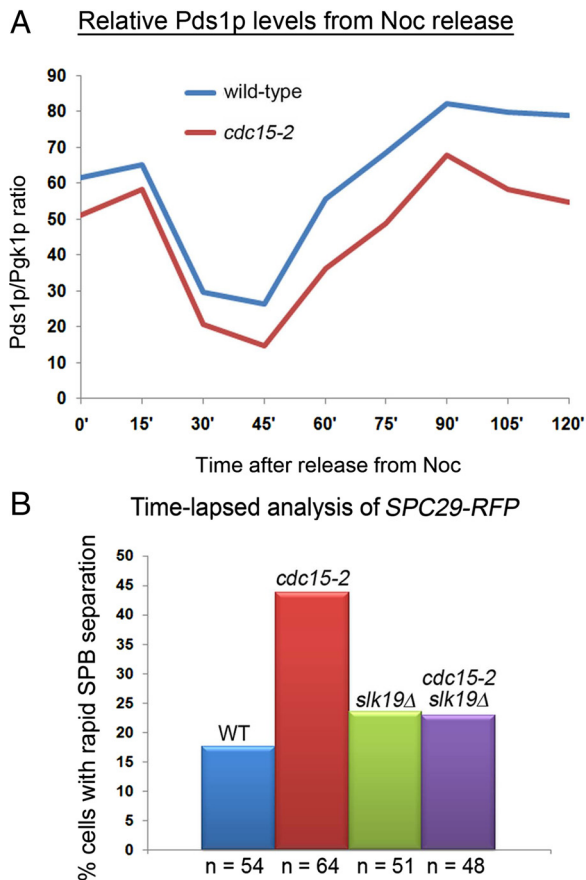 A
Relative Pds1p levels from Noc release
90
80
70
60
50
40
30
20
10
0
Pds1p/Pgk1p ratio
wild-type
cdc15-2
0' 15' 30' 45' 60' 75' 90' 105' 120'
Time after release from Noc
B
Time-lapsed analysis of SPC29-RFP
50
45
40
35
30
25
20
15
10
5
0
% cells with rapid SPB separation
WT
cdc15-2
slk19Δ
cdc15-2
slk19Δ
n = 54 n = 64 n = 51 n = 48